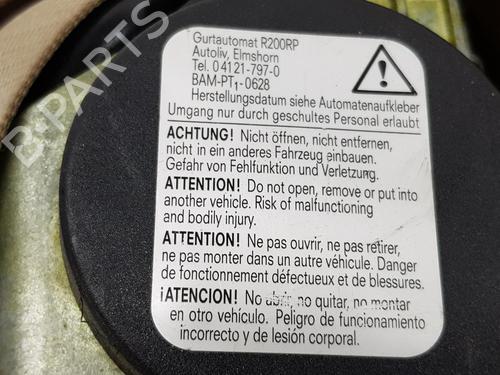 Gurtautomat R200RP
Autoliv, Elmshorn
Tel. 0 4121-797-0
BAM-PT₁-0628
Herstellungsdatum siehe Automatenaufkleber
Umgang nur durch geschultes Personal erlaubt
ACHTUNG! Nicht öffnen, nicht entfernen,
nicht in ein anderes Fahrzeug einbauen.
Gefahr von Fehlfunktion und Verletzung.
ATTENTION! Do not open, remove or put into
another vehicle. Risk of malfunctioning
and bodily injury.
ATTENTION! Ne pas ouvrir, ne pas retirer,
ne pas monter dans un autre véhicule. Danger
de fonctionnement défectueux et de blessures.
¡ATENCION! No abrir, no quitar, no montar
en otro vehículo. Peligro de funcionamiento
incorrecto y de lesión corporal.
B-PARTS